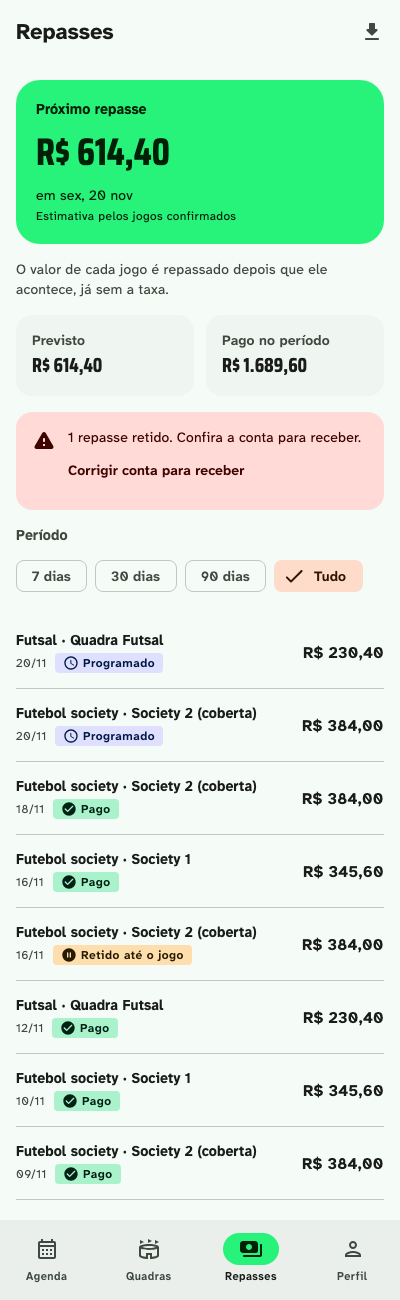 Repasses
Próximo repasse
R$ 614,40
em sex, 20 nov
Estimativa pelos jogos confirmados
O valor de cada jogo é repassado depois que ele
acontece, já sem a taxa.
Previsto
R$ 614,40
Pago no período
R$ 1.689,60
1 repasse retido. Confira a conta para receber.
Corrigir conta para receber
Período
7 dias
30 dias
90 dias
Tudo
Futsal · Quadra Futsal
20/11 Programado
R$ 230,40
Futebol society · Society 2 (coberta)
20/11 Programado
R$ 384,00
Futebol society · Society 2 (coberta)
18/11 Pago
R$ 384,00
Futebol society · Society 1
16/11 Pago
R$ 345,60
Futebol society · Society 2 (coberta)
16/11 Retido até o jogo
R$ 384,00
Futsal · Quadra Futsal
12/11 Pago
R$ 230,40
Futebol society · Society 1
10/11 Pago
R$ 345,60
Futebol society · Society 2 (coberta)
09/11 Pago
R$ 384,00
Agenda
Quadras
Repasses
Perfil